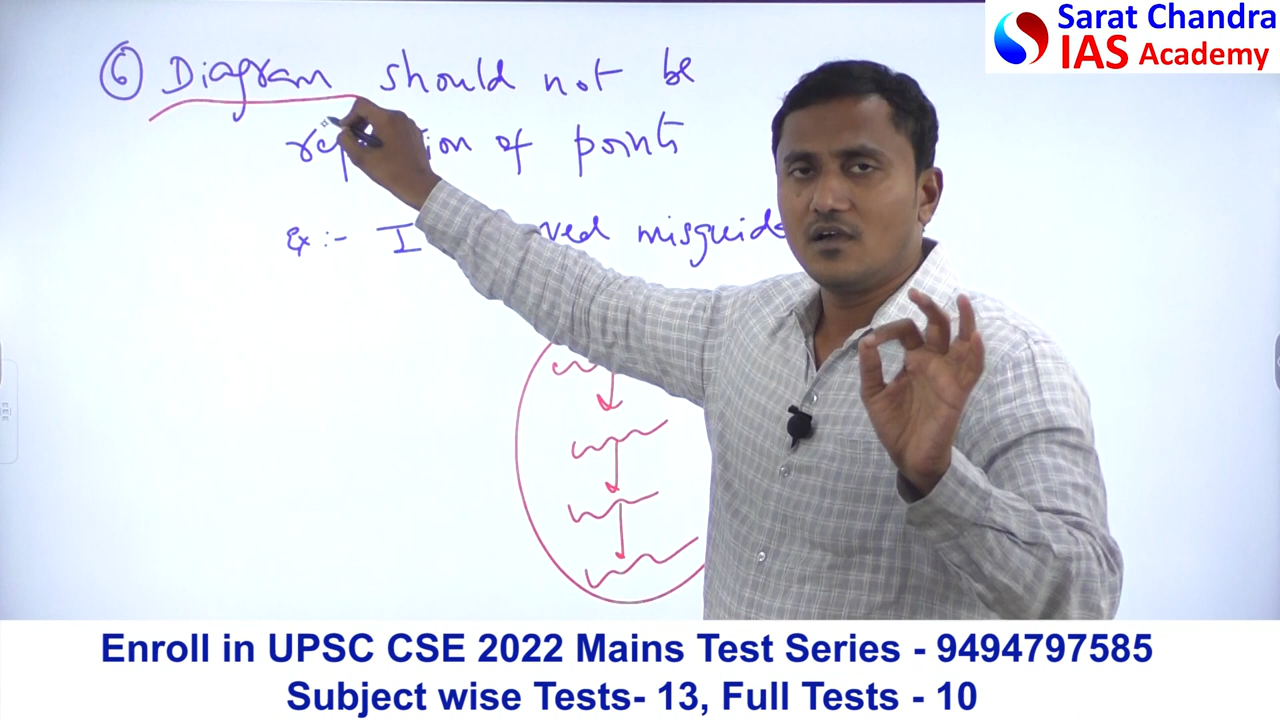 Sarat Chandra
IAS Academy
6 Diagram should not be
of points
Ex :- I misguide
Enroll in UPSC CSE 2022 Mains Test Series - 9494797585
Subject wise Tests- 13, Full Tests - 10